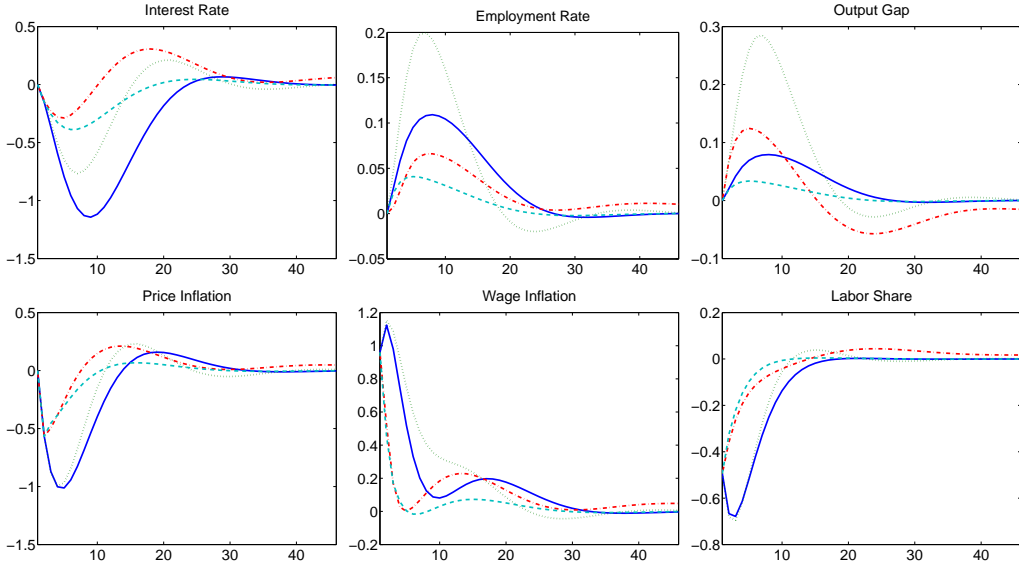 Interest Rate
0.5
0
−0.5
−1
−1.5
10 20 30 40
Employment Rate
0.2
0.15
0.1
0.05
0
−0.05
10 20 30 40
Output Gap
0.3
0.2
0.1
0
−0.1
10 20 30 40
Price Inflation
0.5
0
−0.5
−1
−1.5
10 20 30 40
Wage Inflation
1.2
1
0.8
0.6
0.4
0.2
0
−0.2
10 20 30 40
Labor Share
0.2
0
−0.2
−0.4
−0.6
−0.8
10 20 30 40